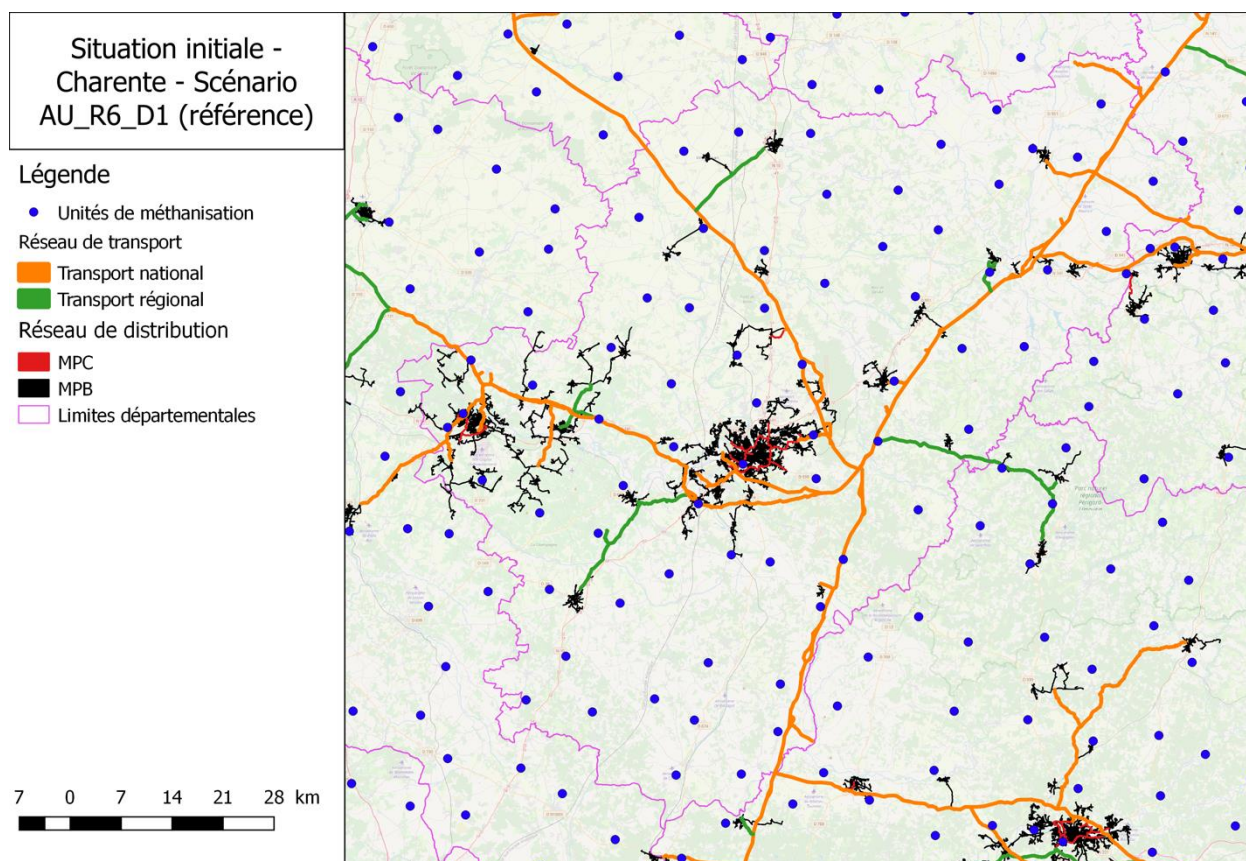 Situation initiale -
Charente - Scénario
AU_R6_D1 (référence)
Légende
Unités de méthanisation
Réseau de transport
Transport national
Transport régional
Réseau de distribution
MPC
MPB
Limites départementales
7 0 7 14 21 28 km